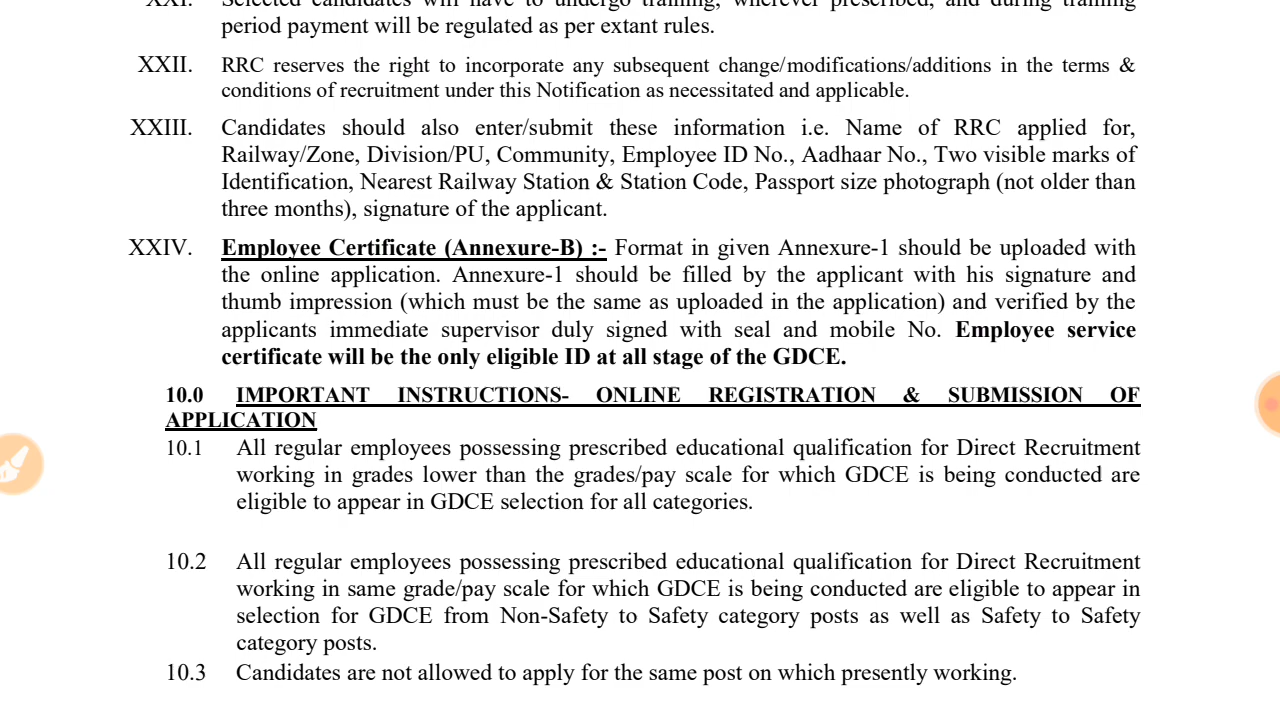 XXI. Selected candidates will have to undergo training, wherever prescribed, and during training
period payment will be regulated as per extant rules.
XXII. RRC reserves the right to incorporate any subsequent change/modifications/additions in the terms &
conditions of recruitment under this Notification as necessitated and applicable.
XXIII. Candidates should also enter/submit these information i.e. Name of RRC applied for,
Railway/Zone, Division/PU, Community, Employee ID No., Aadhaar No., Two visible marks of
Identification, Nearest Railway Station & Station Code, Passport size photograph (not older than
three months), signature of the applicant.
XXIV. Employee Certificate (Annexure-B) :- Format in given Annexure-1 should be uploaded with
the online application. Annexure-1 should be filled by the applicant with his signature and
thumb impression (which must be the same as uploaded in the application) and verified by the
applicants immediate supervisor duly signed with seal and mobile No. Employee service
certificate will be the only eligible ID at all stage of the GDCE.
10.0 IMPORTANT INSTRUCTIONS- ONLINE REGISTRATION & SUBMISSION OF
APPLICATION
10.1 All regular employees possessing prescribed educational qualification for Direct Recruitment
working in grades lower than the grades/pay scale for which GDCE is being conducted are
eligible to appear in GDCE selection for all categories.
10.2 All regular employees possessing prescribed educational qualification for Direct Recruitment
working in same grade/pay scale for which GDCE is being conducted are eligible to appear in
selection for GDCE from Non-Safety to Safety category posts as well as Safety to Safety
category posts.
10.3 Candidates are not allowed to apply for the same post on which presently working.